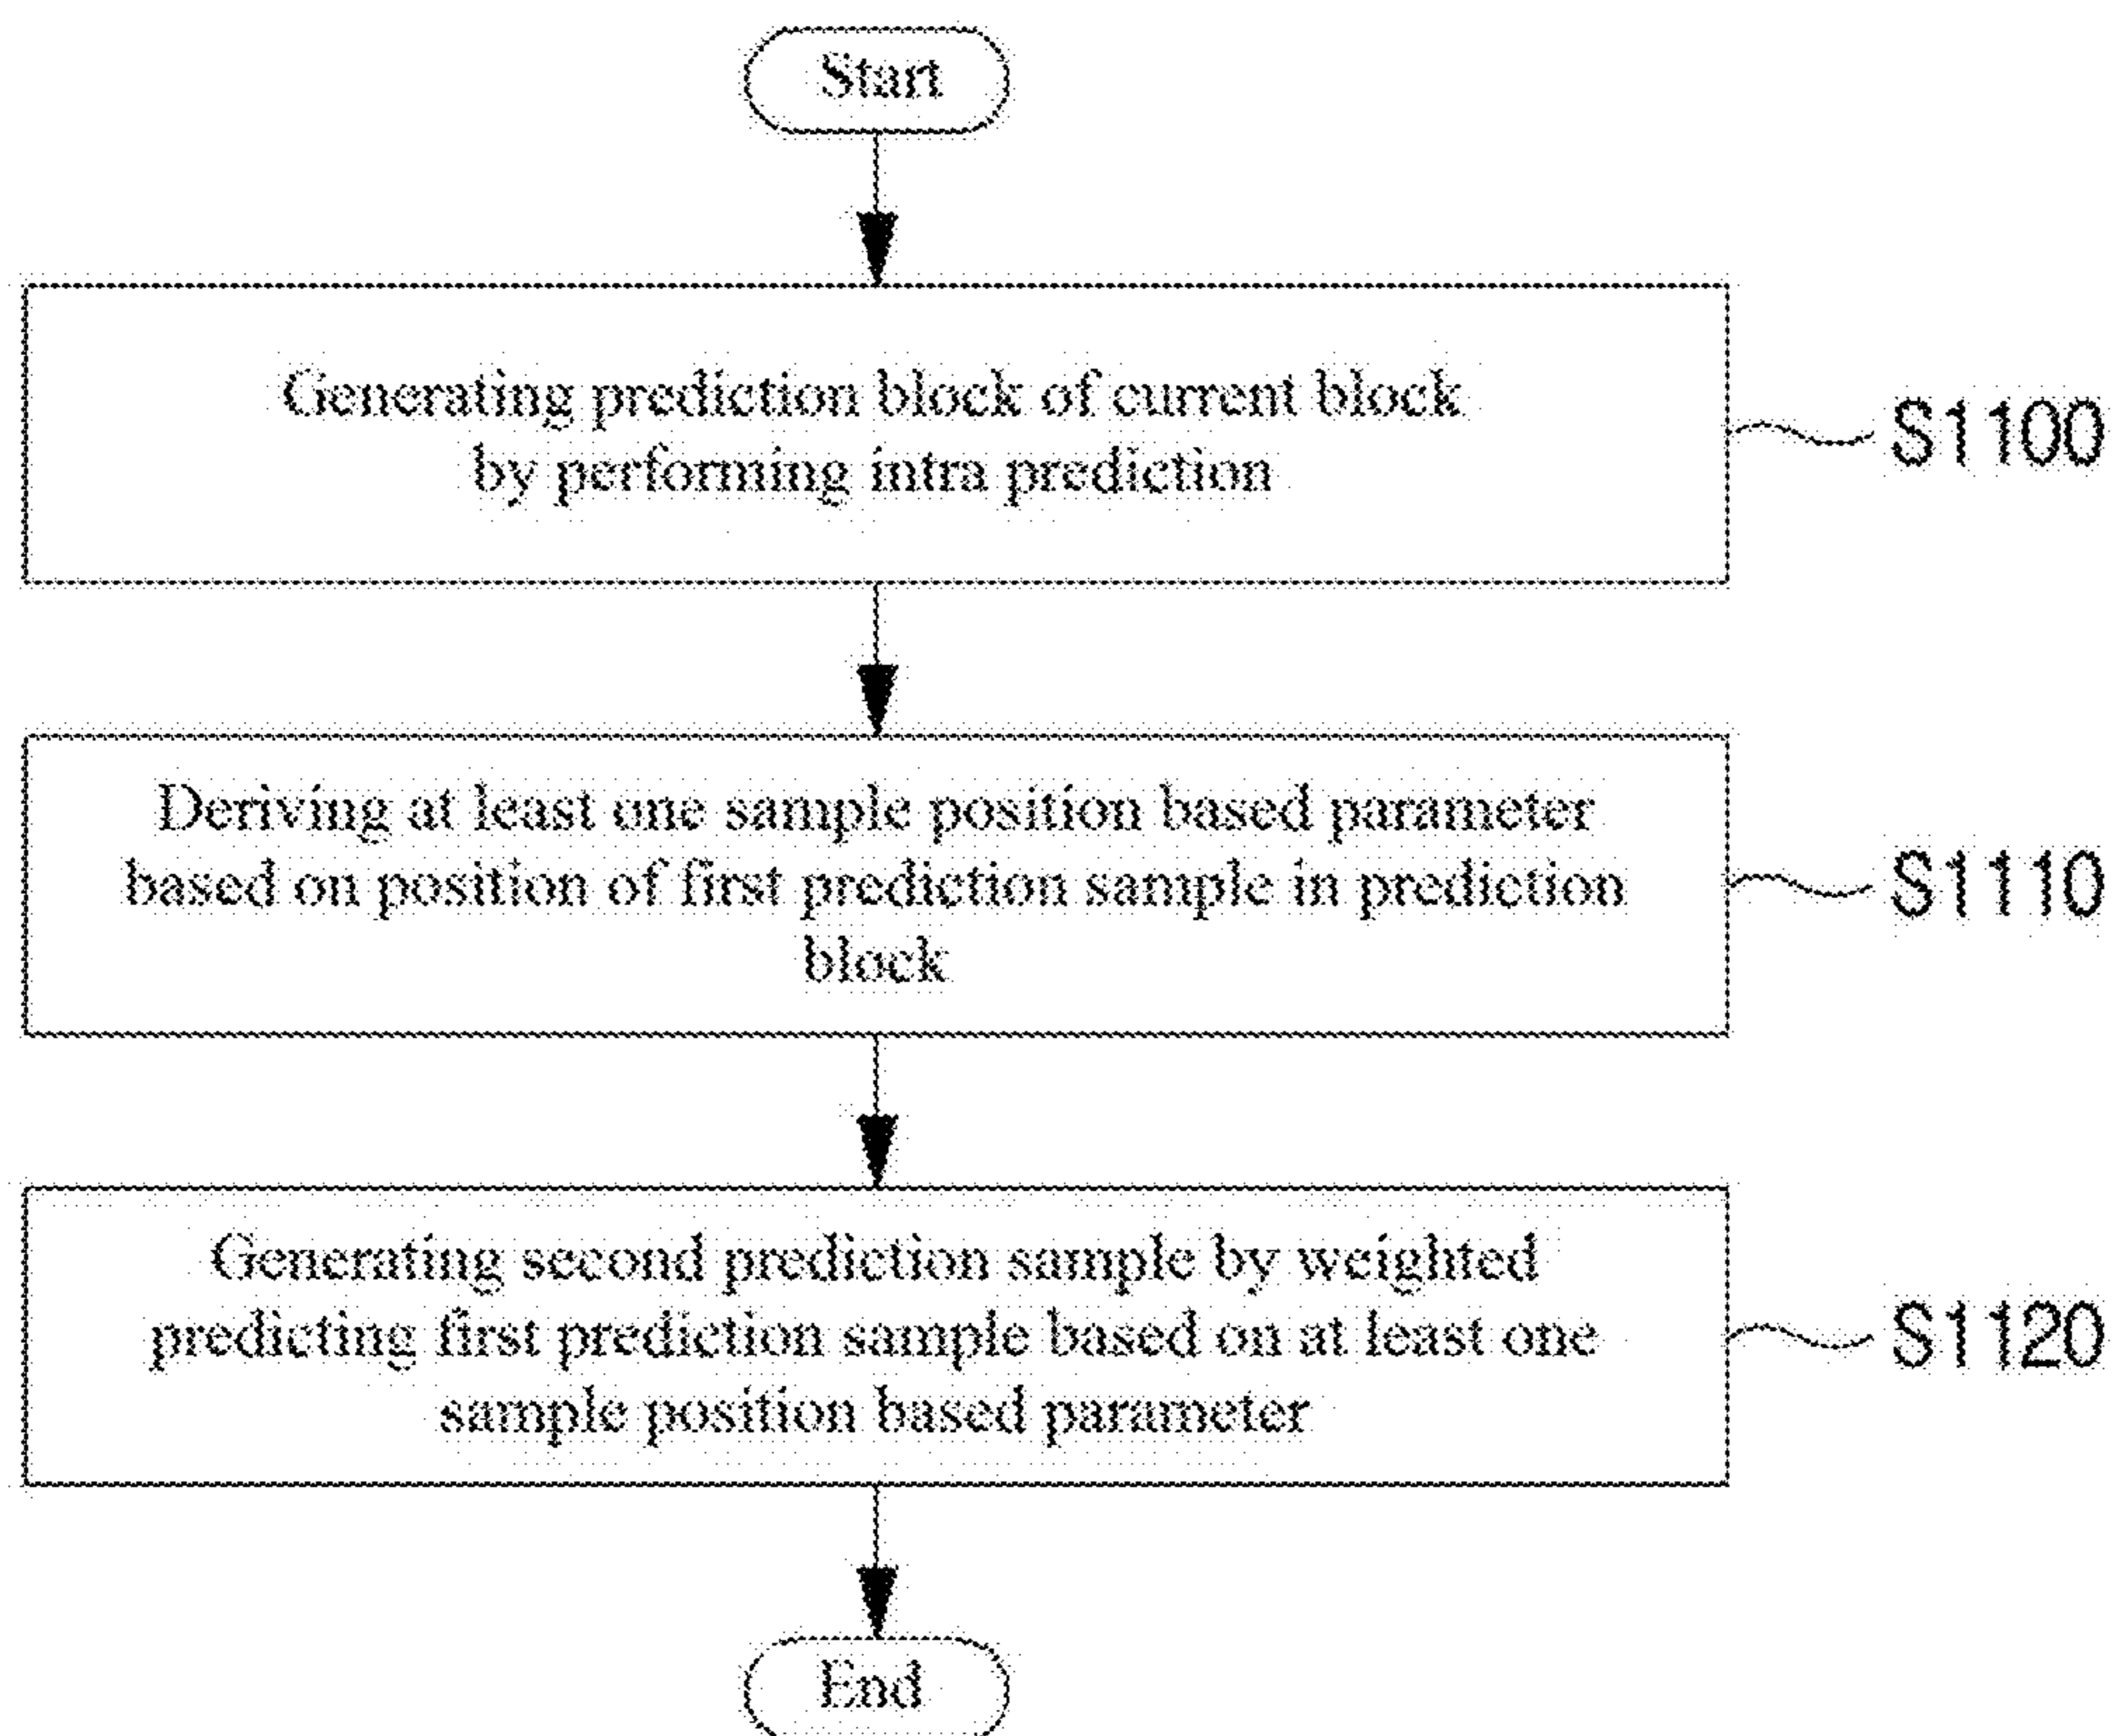 Start
Generating prediction block of current block
by performing intra prediction
S1100
Deriving at least one sample position based parameter
based on position of first prediction sample in prediction
block
S1110
Generating second prediction sample by weighted
predicting first prediction sample based on at least one
sample position based parameter
S1120
End